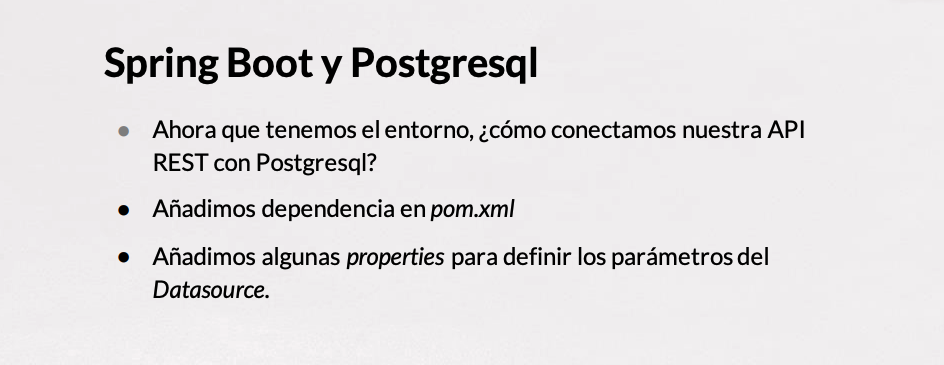 Spring Boot y Postgresql
● Ahora que tenemos el entorno, ¿cómo conectamos nuestra API
REST con Postgresql?
● Añadimos dependencia en pom.xml
● Añadimos algunas properties para definir los parámetros del
Datasource.